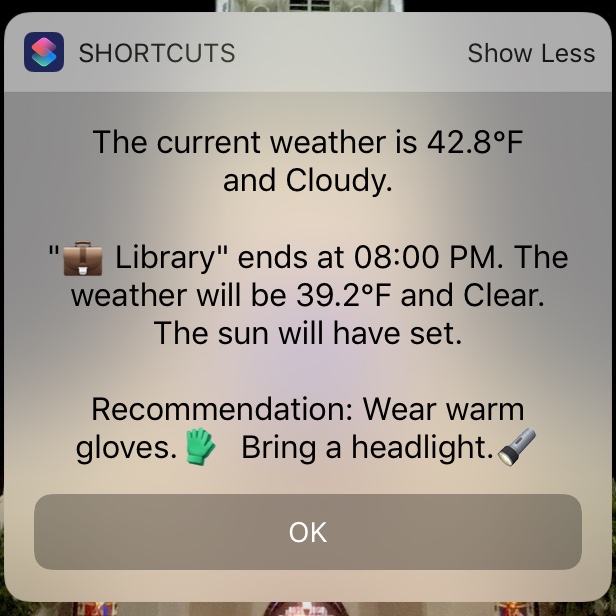 SHORTCUTS
Show Less
The current weather is 42.8°F
and Cloudy.
"💼 Library" ends at 08:00 PM. The
weather will be 39.2°F and Clear.
The sun will have set.
Recommendation: Wear warm
gloves.🧤 Bring a headlight.🔦
OK